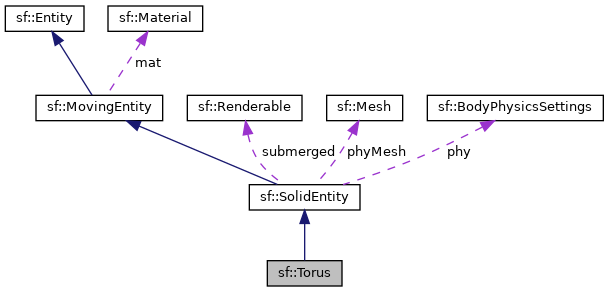 sf::Entity
sf::Material
mat
sf::MovingEntity
sf::Renderable
sf::Mesh
sf::BodyPhysicsSettings
submerged
phyMesh
phy
sf::SolidEntity
sf::Torus